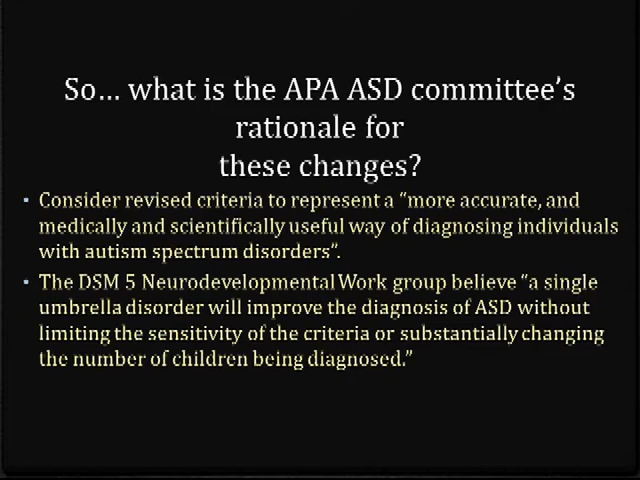 So… what is the APA ASD committee’s
rationale for
these changes?
• Consider revised criteria to represent a “more accurate, and
medically and scientifically useful way of diagnosing individuals
with autism spectrum disorders”.
• The DSM 5 Neurodevelopmental Work group believe “a single
umbrella disorder will improve the diagnosis of ASD without
limiting the sensitivity of the criteria or substantially changing
the number of children being diagnosed.”